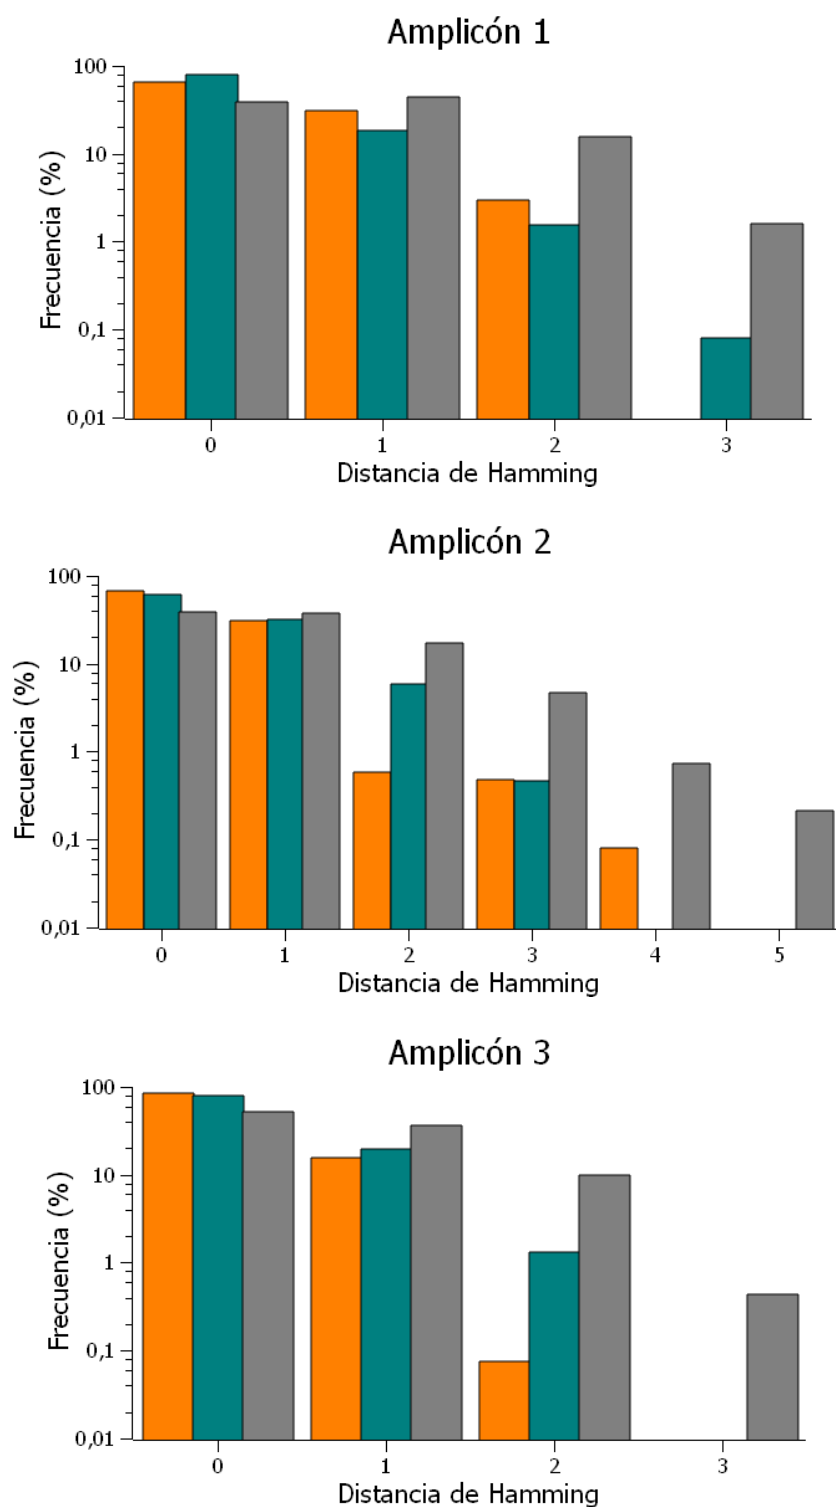 Amplicón 1
Frecuencia (%)
100
10
1
0,1
0,01
0 1 2 3
Distancia de Hamming
Amplicón 2
Frecuencia (%)
100
10
1
0,1
0,01
0 1 2 3 4 5
Distancia de Hamming
Amplicón 3
Frecuencia (%)
100
10
1
0,1
0,01
0 1 2 3
Distancia de Hamming